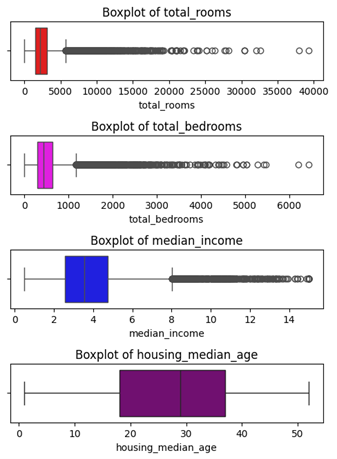 Boxplot of total_rooms
0 5000 10000 15000 20000 25000 30000 35000 40000
total_rooms
Boxplot of total_bedrooms
0 1000 2000 3000 4000 5000 6000
total_bedrooms
Boxplot of median_income
0 2 4 6 8 10 12 14
median_income
Boxplot of housing_median_age
0 10 20 30 40 50
housing_median_age